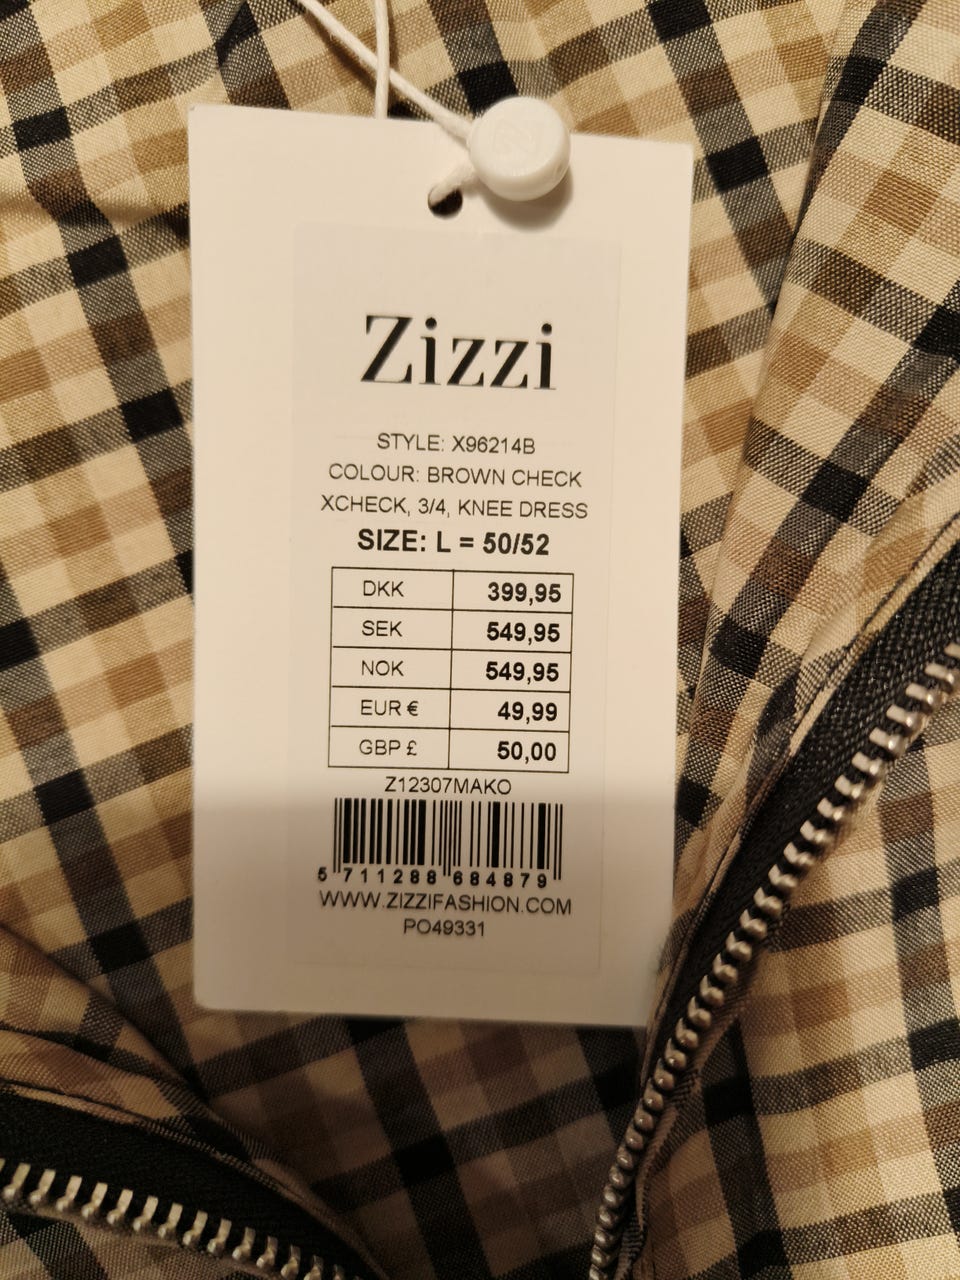 Zizzi
STYLE: X96214B
COLOUR: BROWN CHECK
XCHECK, 3/4, KNEE DRESS
SIZE: L = 50/52
DKK 399,95
SEK 549,95
NOK 549,95
EUR € 49,99
GBP £ 50,00
Z12307MAKO
5 711288 684879
WWW.ZIZZIFASHION.COM
PO49331